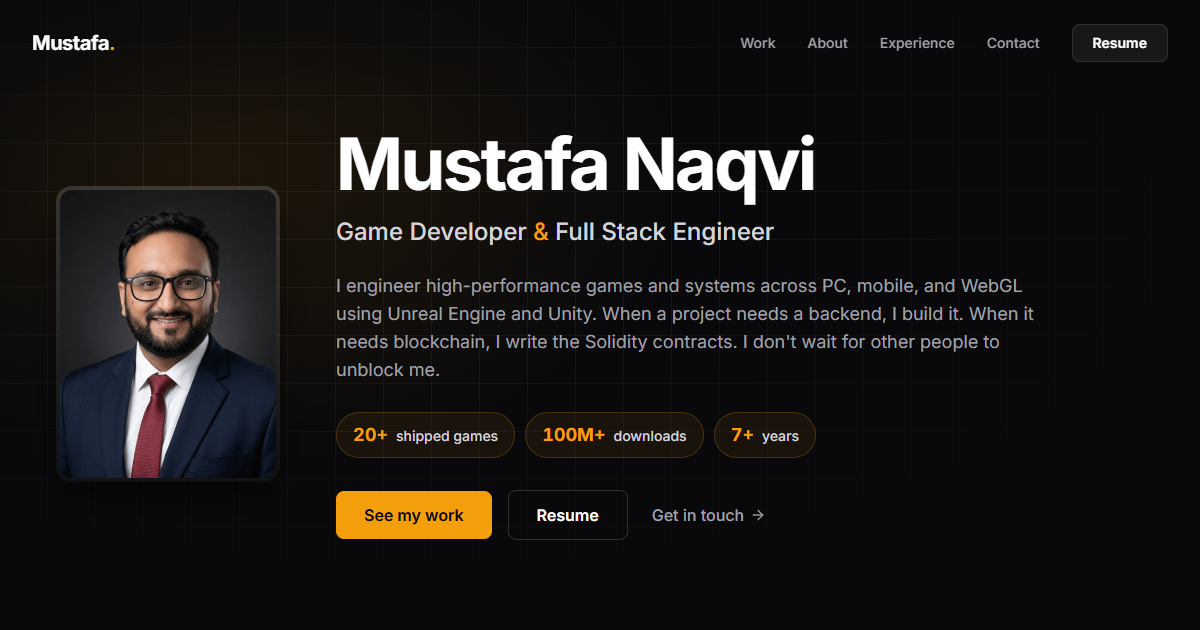 Mustafa.
Work About Experience Contact Resume
Mustafa Naqvi
Game Developer & Full Stack Engineer
I engineer high-performance games and systems across PC, mobile, and WebGL
using Unreal Engine and Unity. When a project needs a backend, I build it. When it
needs blockchain, I write the Solidity contracts. I don't wait for other people to
unblock me.
20+ shipped games 100M+ downloads 7+ years
See my work Resume Get in touch →